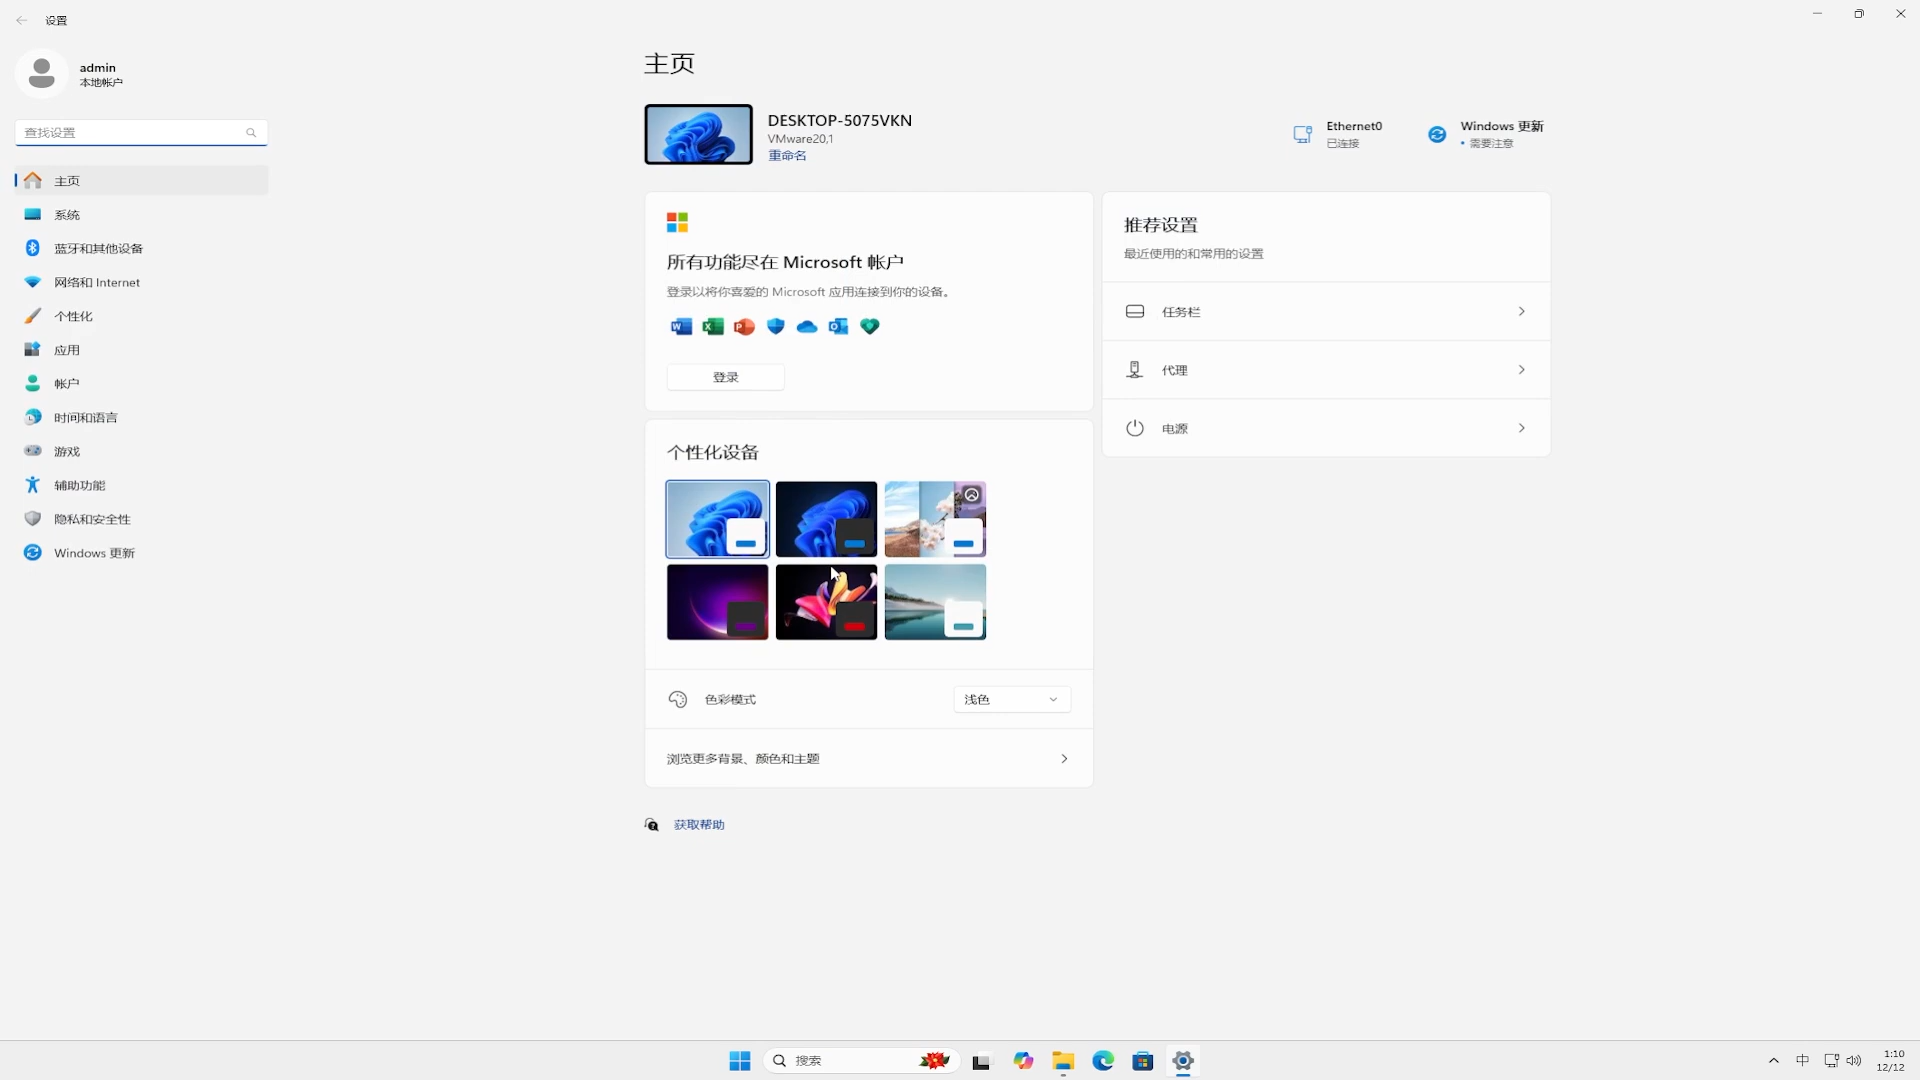 设置
admin
本地帐户
查找设置
主页
系统
蓝牙和其他设备
网络和 Internet
个性化
应用
帐户
时间和语言
游戏
辅助功能
隐私和安全性
Windows 更新
主页
DESKTOP-5075VKN
VMware20,1
重命名
Ethernet0
已连接
Windows 更新
• 需要注意
所有功能尽在 Microsoft 帐户
登录以将你喜爱的 Microsoft 应用连接到你的设备。
登录
推荐设置
最近使用的和常用的设置
任务栏
代理
电源
个性化设备
色彩模式
浅色
浏览更多背景、颜色和主题
获取帮助
搜索
中
1:10
12/12